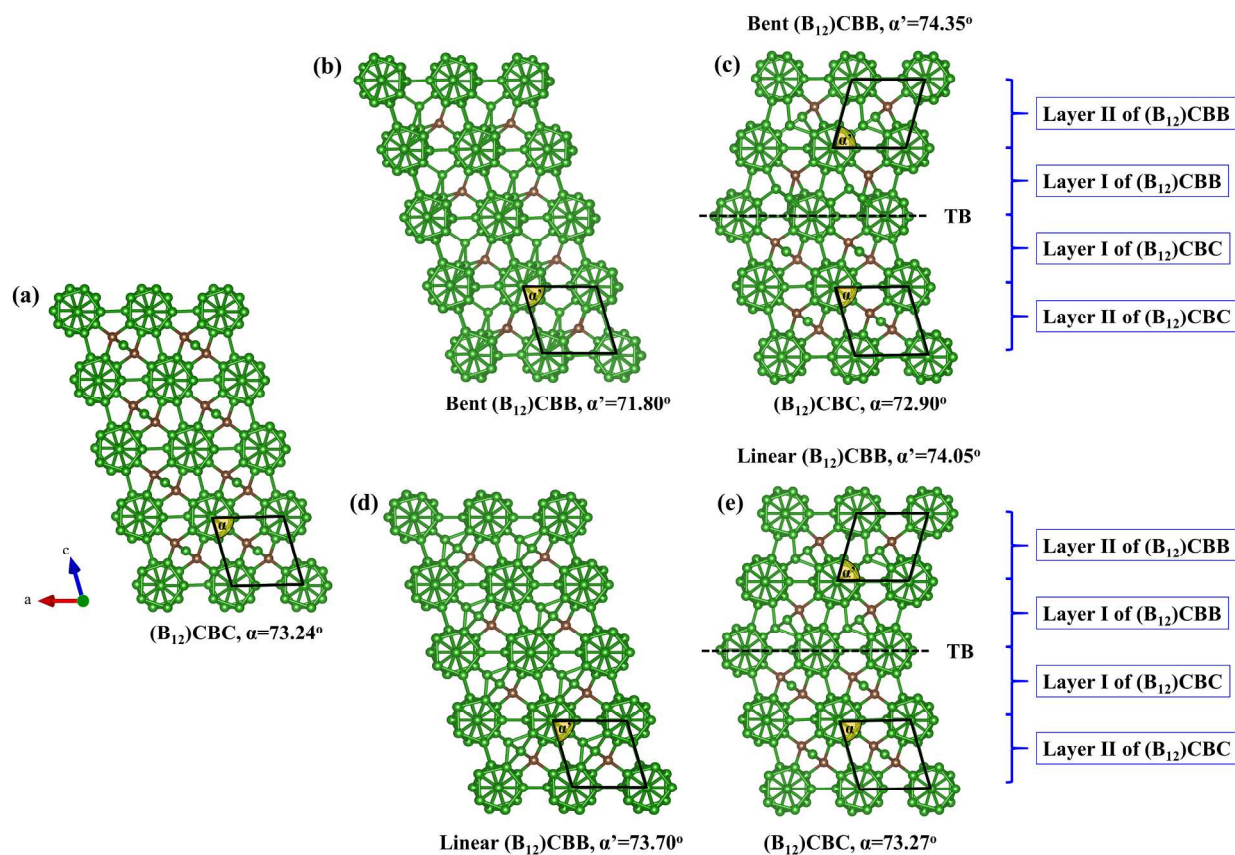 Bent (B₁₂)CBB, α’=74.35°
(b)
(c)
Layer II of (B₁₂)CBB
α’
Layer I of (B₁₂)CBB
TB
Layer I of (B₁₂)CBC
(a)
α’
α
Layer II of (B₁₂)CBC
Bent (B₁₂)CBB, α’=71.80°
(B₁₂)CBC, α=72.90°
Linear (B₁₂)CBB, α’=74.05°
(d)
(e)
α
Layer II of (B₁₂)CBB
c
α’
a
Layer I of (B₁₂)CBB
(B₁₂)CBC, α=73.24°
TB
Layer I of (B₁₂)CBC
α’
α
Layer II of (B₁₂)CBC
Linear (B₁₂)CBB, α’=73.70°
(B₁₂)CBC, α=73.27°